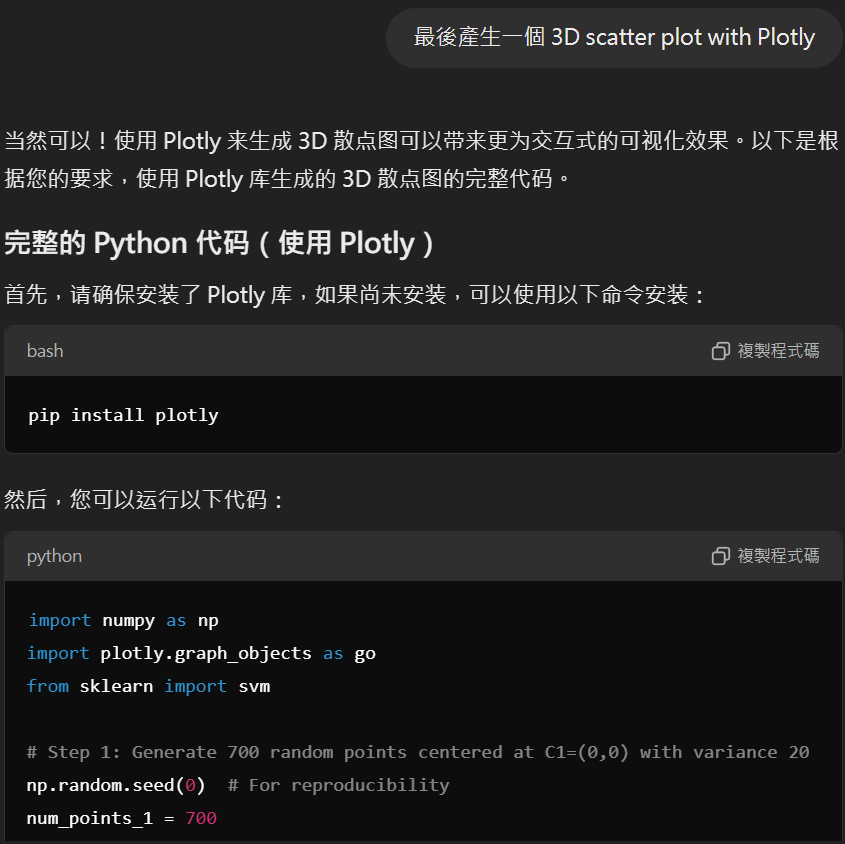 最後產生一個 3D scatter plot with Plotly
当然可以！使用 Plotly 来生成 3D 散点图可以带来更为交互式的可视化效果。以下是根
据您的要求，使用 Plotly 库生成的 3D 散点图的完整代码。
完整的 Python 代码（使用 Plotly）
首先，请确保安装了 Plotly 库，如果尚未安装，可以使用以下命令安装：
bash 複製程式碼
pip install plotly
然后，您可以运行以下代码：
python 複製程式碼
import numpy as np
import plotly.graph_objects as go
from sklearn import svm
# Step 1: Generate 700 random points centered at C1=(0,0) with variance 20
np.random.seed(0)  # For reproducibility
num_points_1 = 700